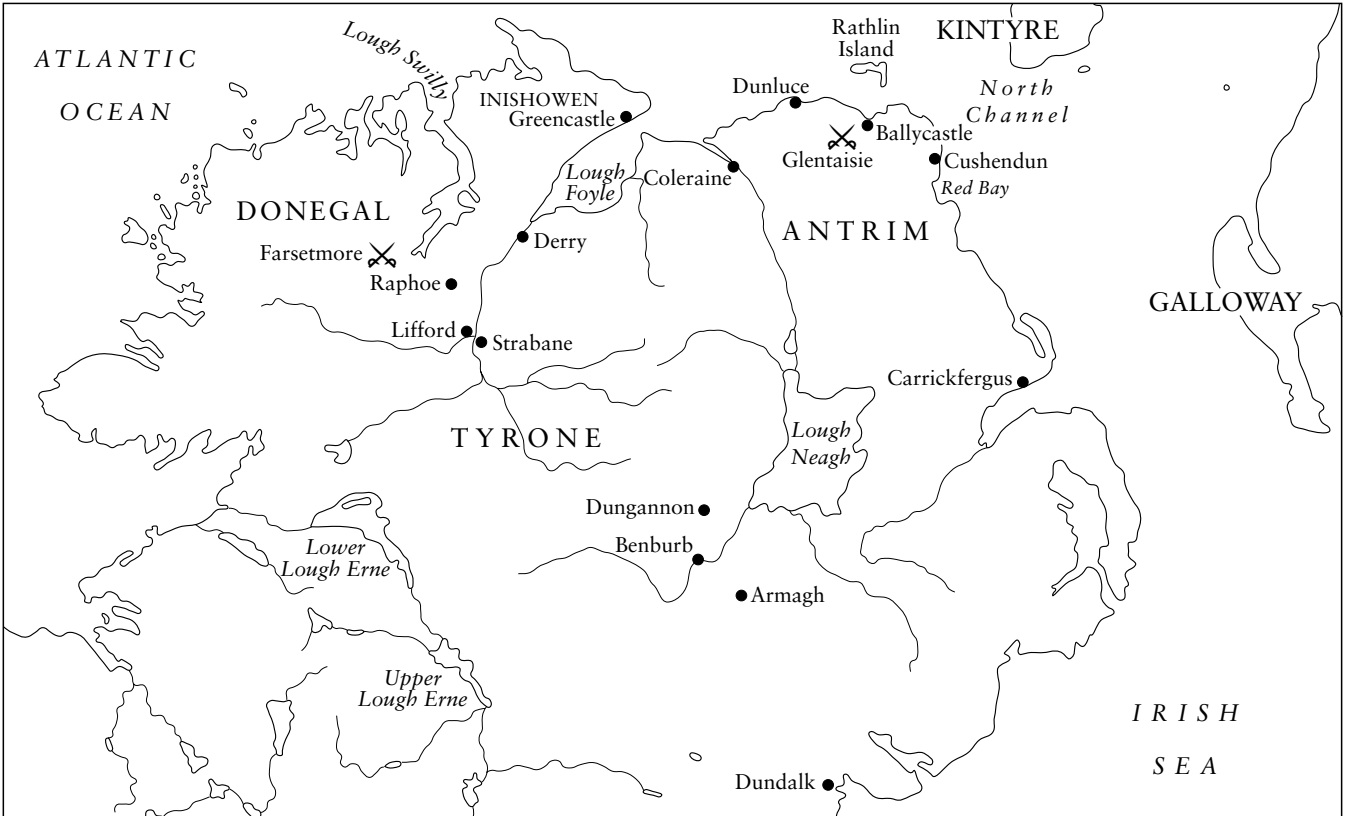 ATLANTIC
OCEAN
Lough Swilly
Rathlin
Island
KINTYRE
North
Channel
INISHOWEN
Greencastle
Dunluce
Ballycastle
Glentaisie
Cushendun
Red Bay
Lough
Foyle
Coleraine
DONEGAL
Derry
ANTRIM
Farsetmore
Raphoe
GALLOWAY
Lifford
Strabane
Carrickfergus
TYRONE
Lough
Neagh
Dungannon
Benburb
Lower
Lough Erne
Armagh
Upper
Lough Erne
IRISH
SEA
Dundalk